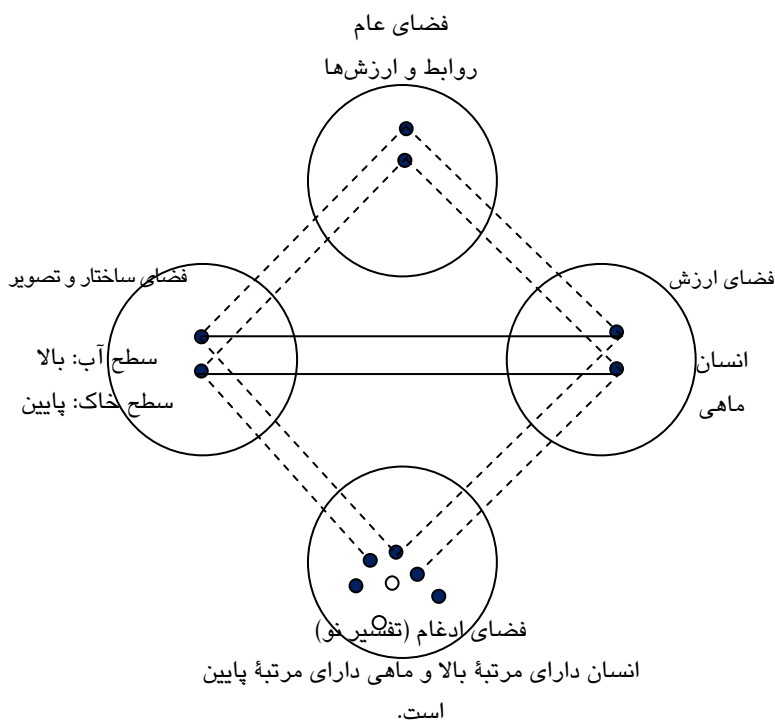 فضای عام
روابط و ارزش‌ها
فضای ارزش
انسان
ماهی
فضای ساختار و تصویر
سطح آب: بالا
سطح خاک: پایین
فضای ادغام (تفسیر نو)
انسان دارای مرتبهٔ بالا و ماهی دارای مرتبهٔ پایین
است.